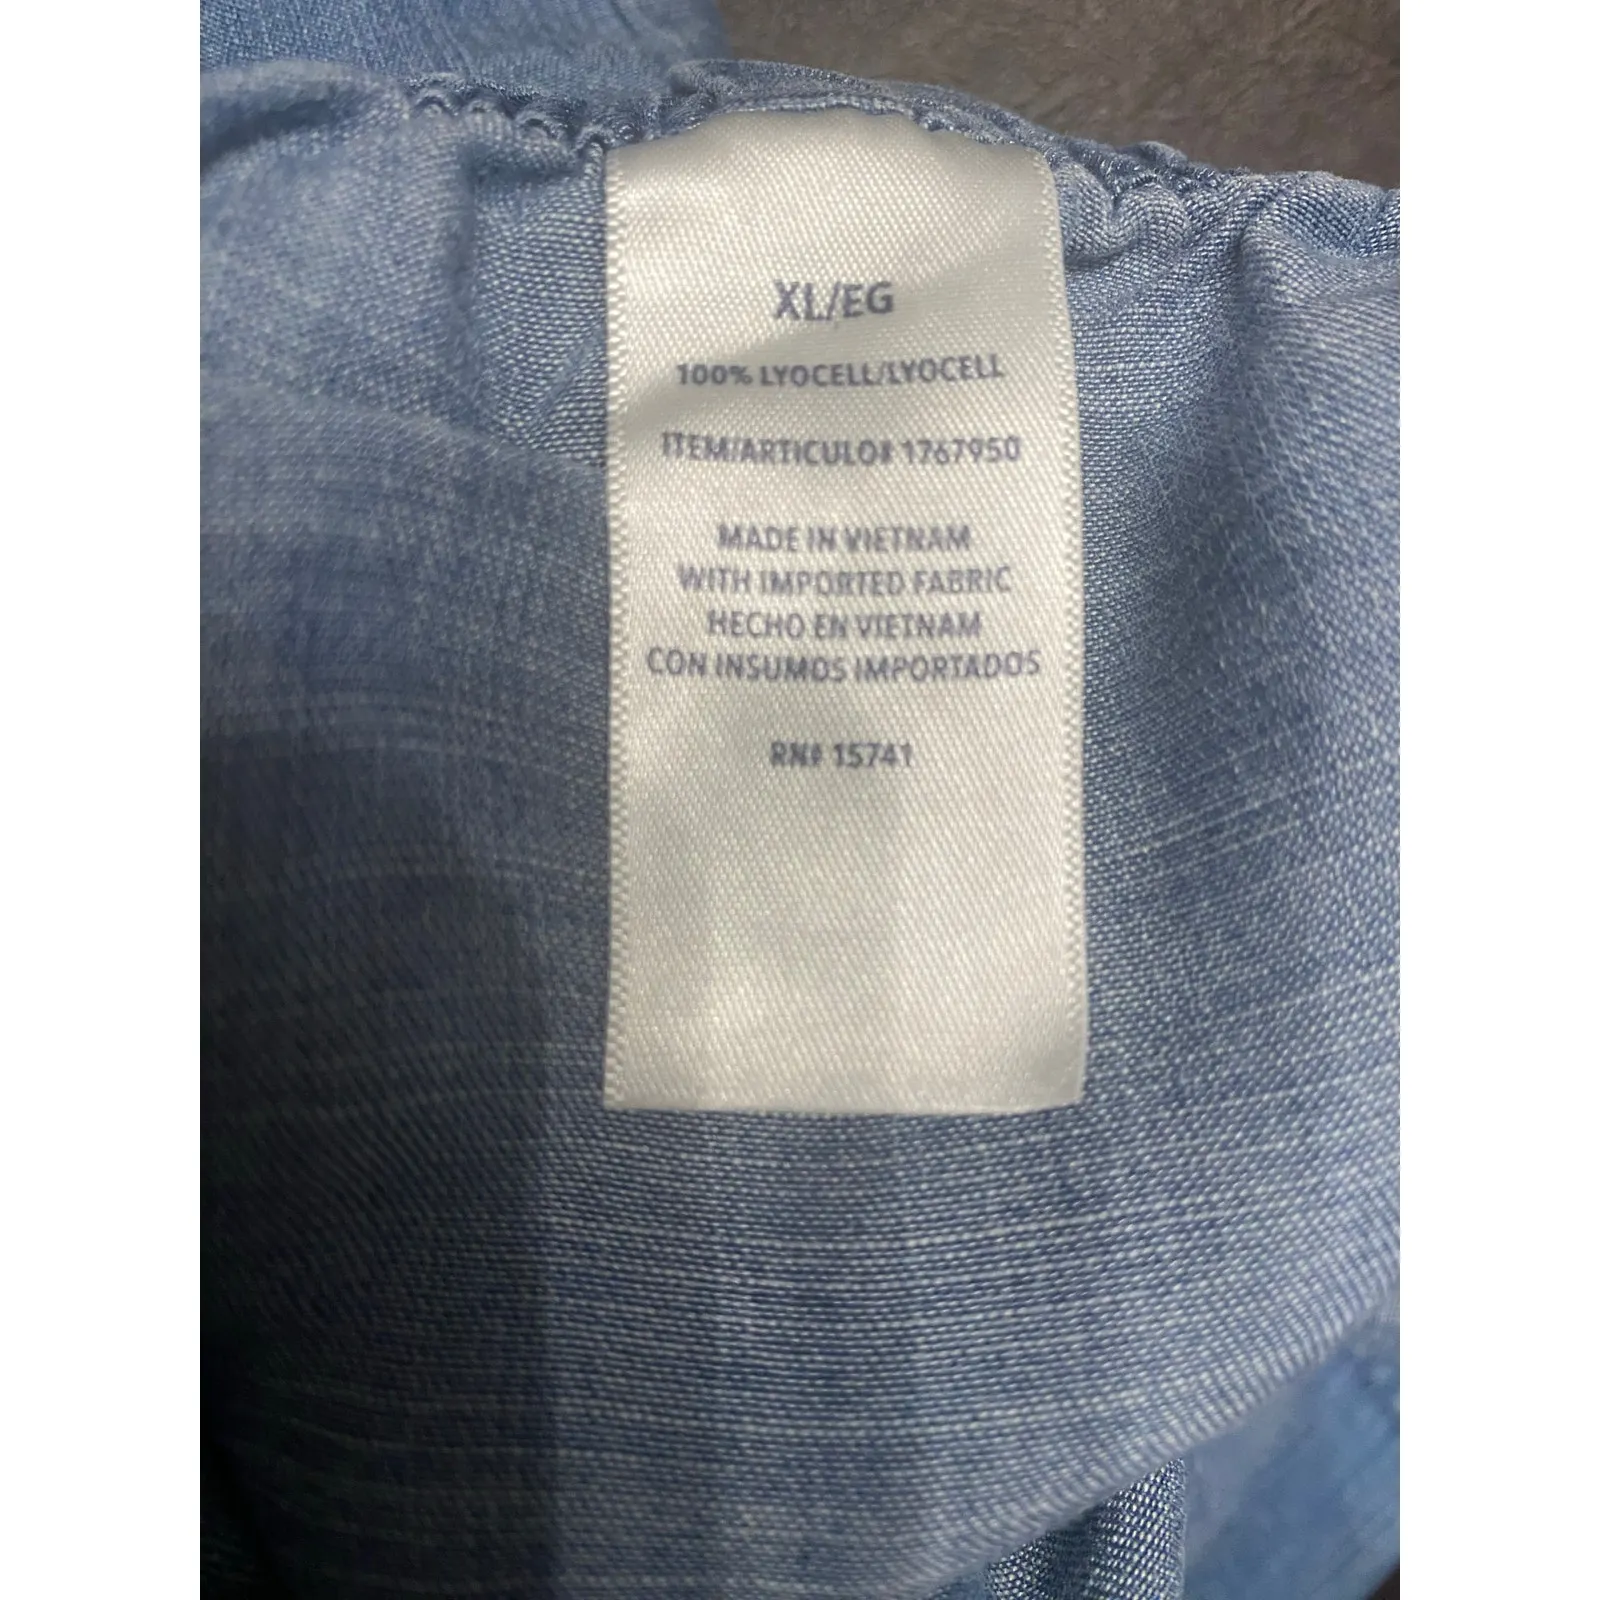 XL/EG
100% LYOCELL/LYOCELL
ITEM/ARTICULO# 1767950
MADE IN VIETNAM
WITH IMPORTED FABRIC
HECHO EN VIETNAM
CON INSUMOS IMPORTADOS
RN# 15741